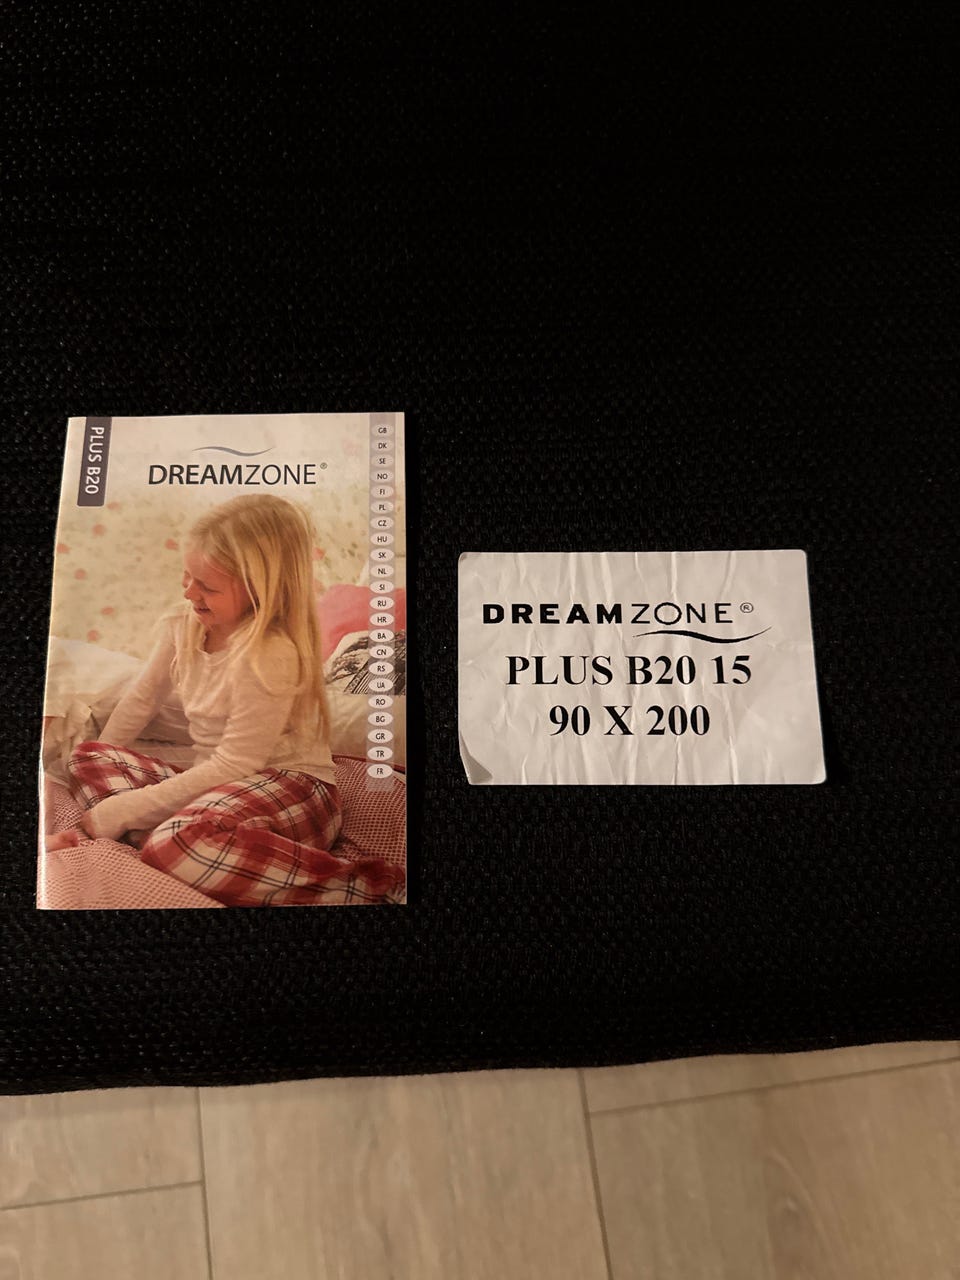 PLUS B20
DREAMZONE®
GB
DK
SE
NO
FI
PL
CZ
HU
SK
NL
SI
RU
HR
BA
CN
RS
UA
RO
BG
GR
TR
FR
DREAMZONE®
PLUS B20 15
90 X 200